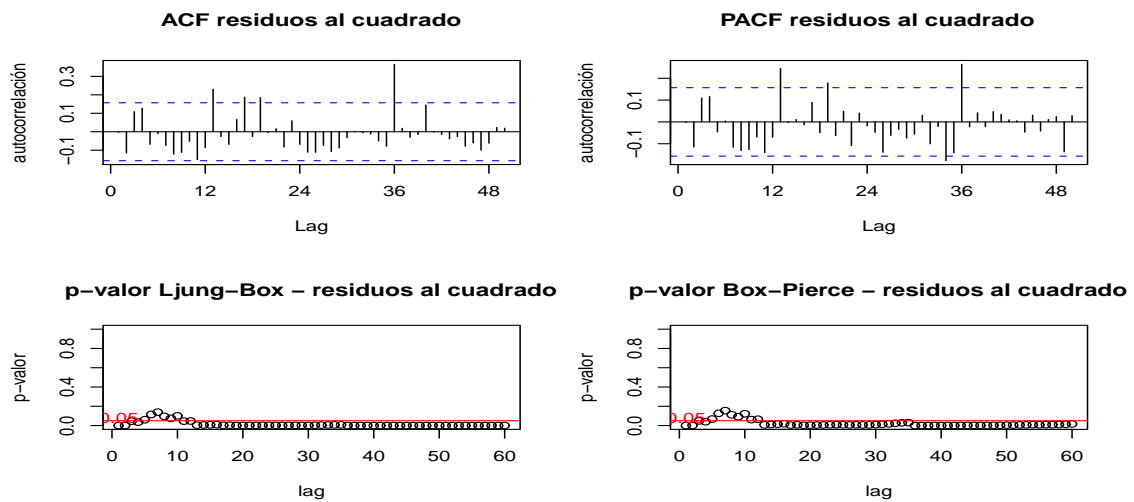 ACF residuos al cuadrado
autocorrelación
−0.1 0.1 0.3
0 12 24 36 48
Lag
PACF residuos al cuadrado
autocorrelación
−0.1 0.1
0 12 24 36 48
Lag
p−valor Ljung−Box − residuos al cuadrado
p−valor
0.0 0.4 0.8
0.05
0 10 20 30 40 50 60
lag
p−valor Box−Pierce − residuos al cuadrado
p−valor
0.0 0.4 0.8
0.05
0 10 20 30 40 50 60
lag